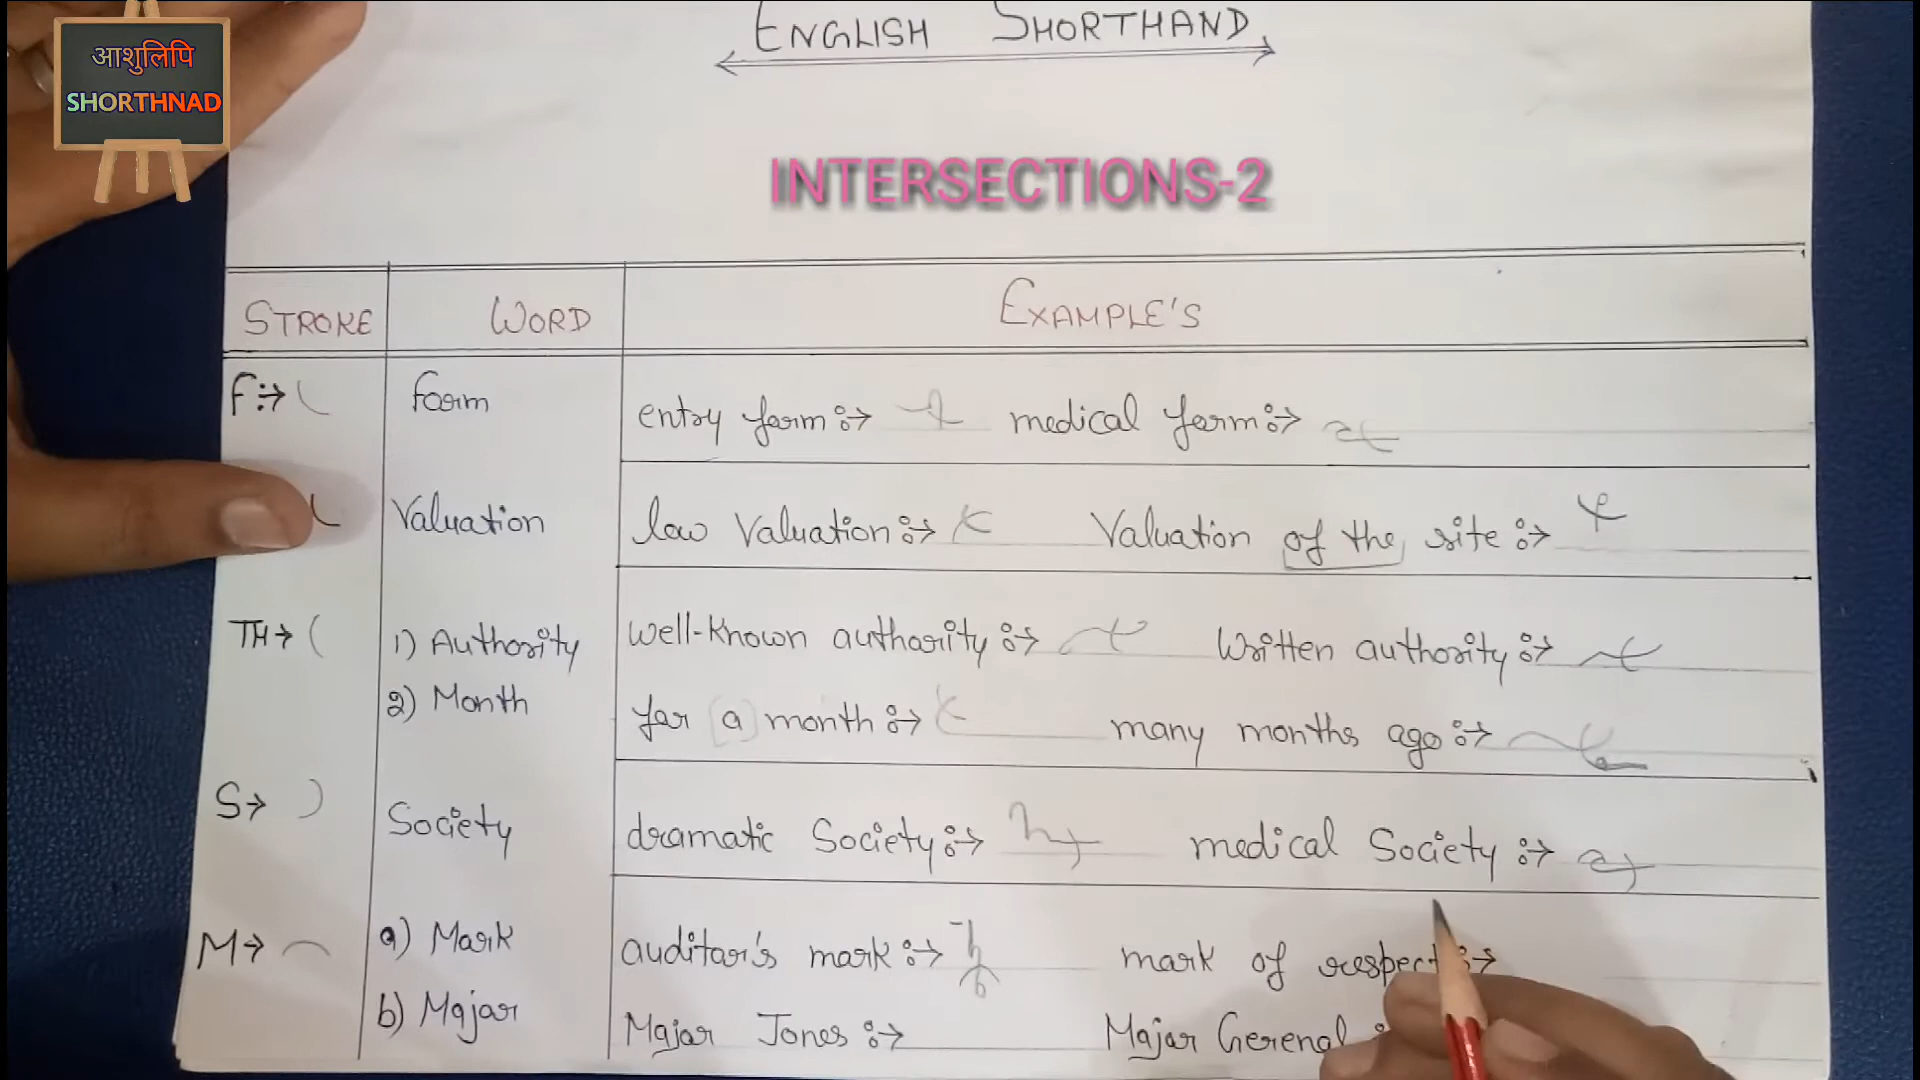 आशुलिपि
SHORTHNAD
ENGLISH SHORTHAND
INTERSECTIONS-2
STROKE WORD EXAMPLE'S
F:→ form entry form:→ medical form:→
Valuation low Valuation:→ Valuation of the site:→
TH→ 1) Authority well-known authority:→ Written authority:→
2) Month for (a) month:→ many months ago:→
S→ Society dramatic Society:→ medical Society:→
M→ a) Mark auditor's mark:→ mark of respect:→
b) Major Major Jones:→ Major Gerenal